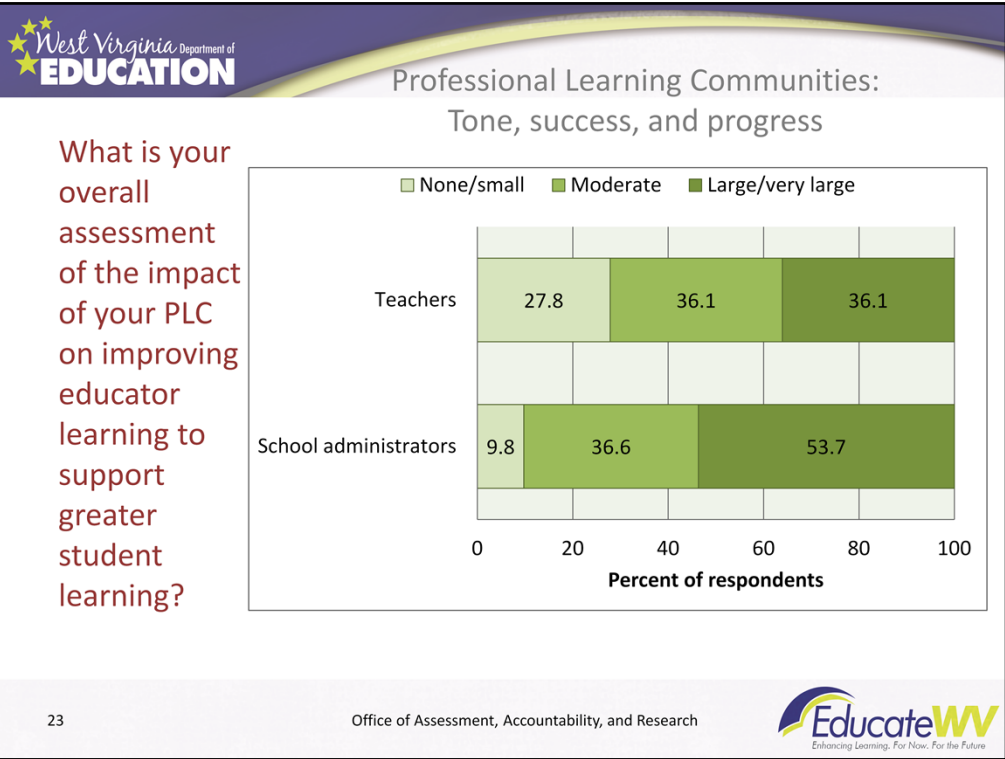 West Virginia Department of
EDUCATION
Professional Learning Communities:
Tone, success, and progress
What is your
overall
assessment
of the impact
of your PLC
on improving
educator
learning to
support
greater
student
learning?
None/small Moderate Large/very large
Teachers 27.8 36.1 36.1
School administrators 9.8 36.6 53.7
0 20 40 60 80 100
Percent of respondents
23
Office of Assessment, Accountability, and Research
EducateWV
Enhancing Learning. For Now. For the Future